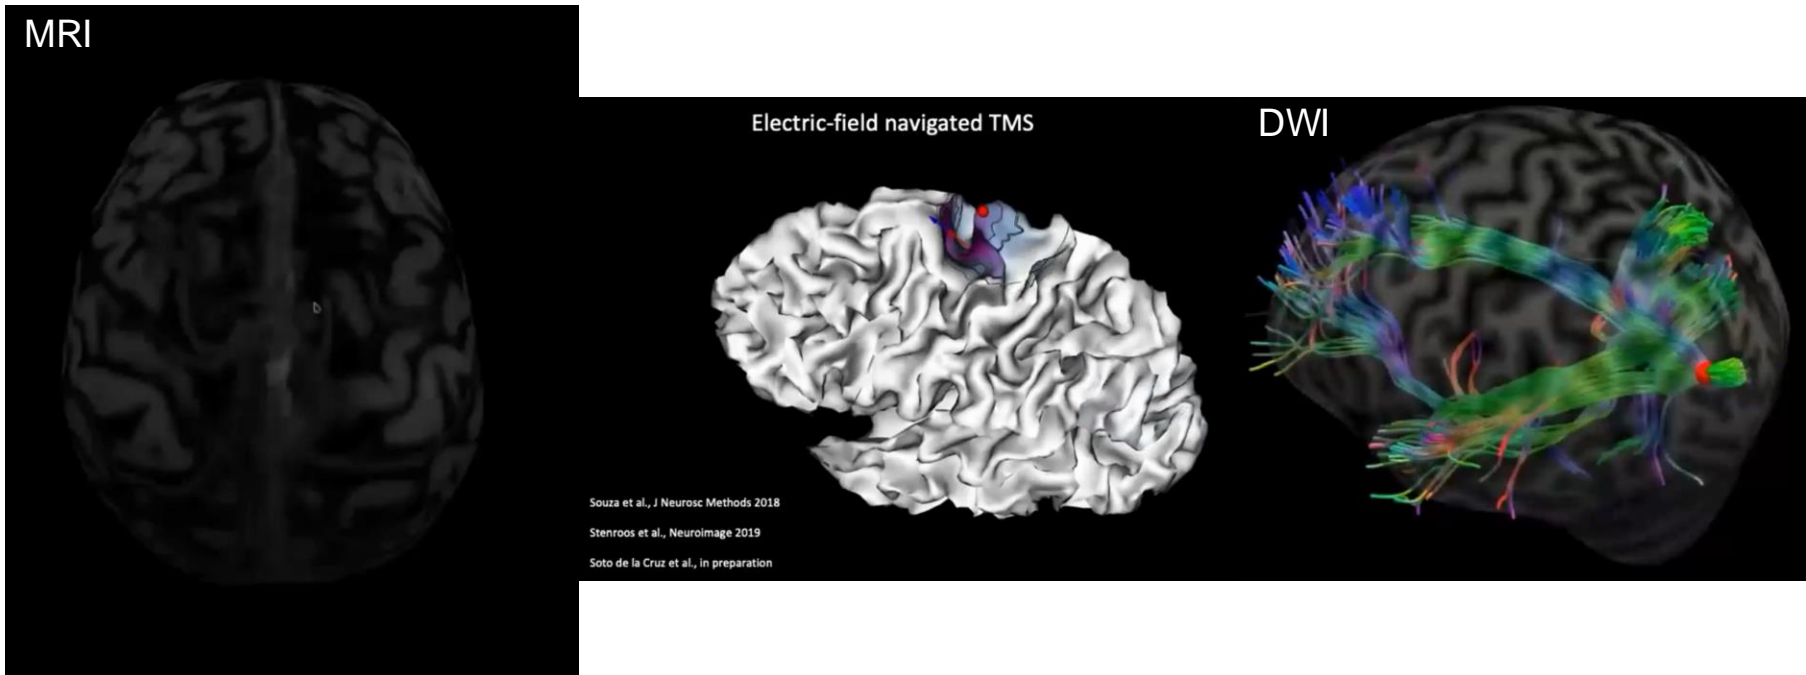 MRI
Electric-field navigated TMS
DWI
Souza et al., J Neurosc Methods 2018
Stenroos et al., Neuroimage 2019
Soto de la Cruz et al., in preparation